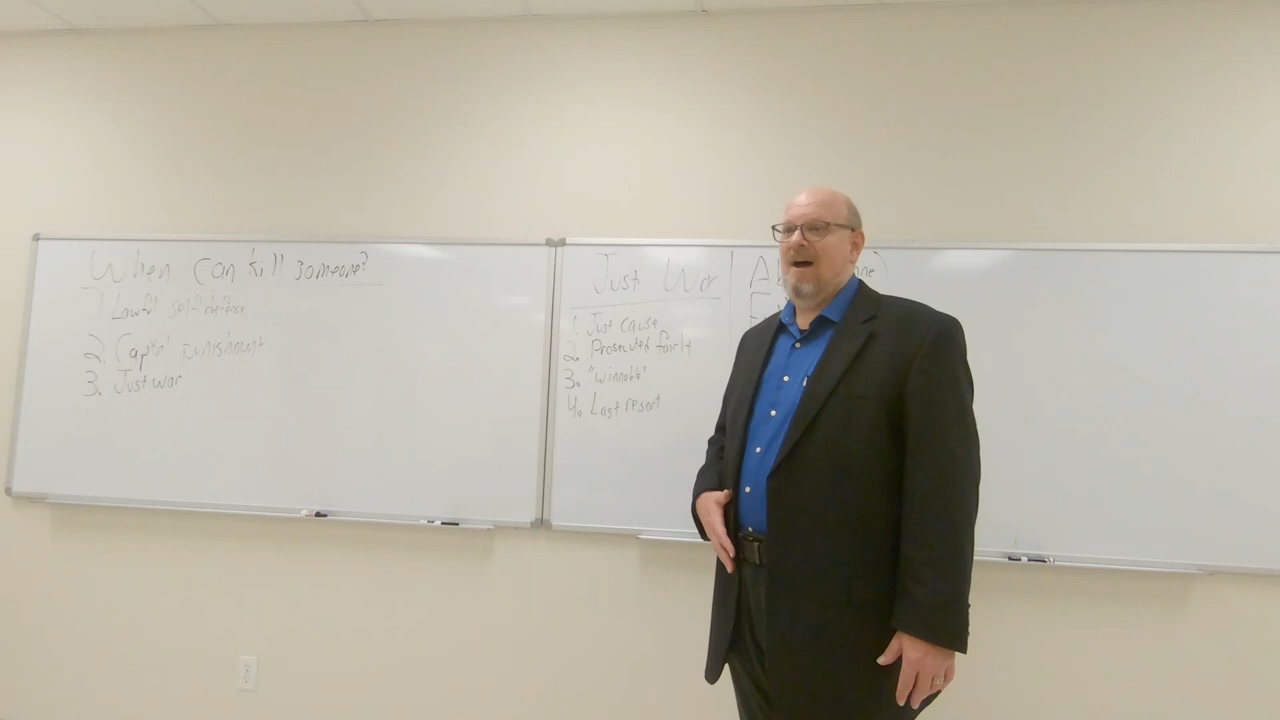 When can kill someone?
1. Lawful self defense
2. Capital punishment
3. Just war
Just War
1. Just cause
2. Prosecuted fairly
3. "winnable"
4. Last resort